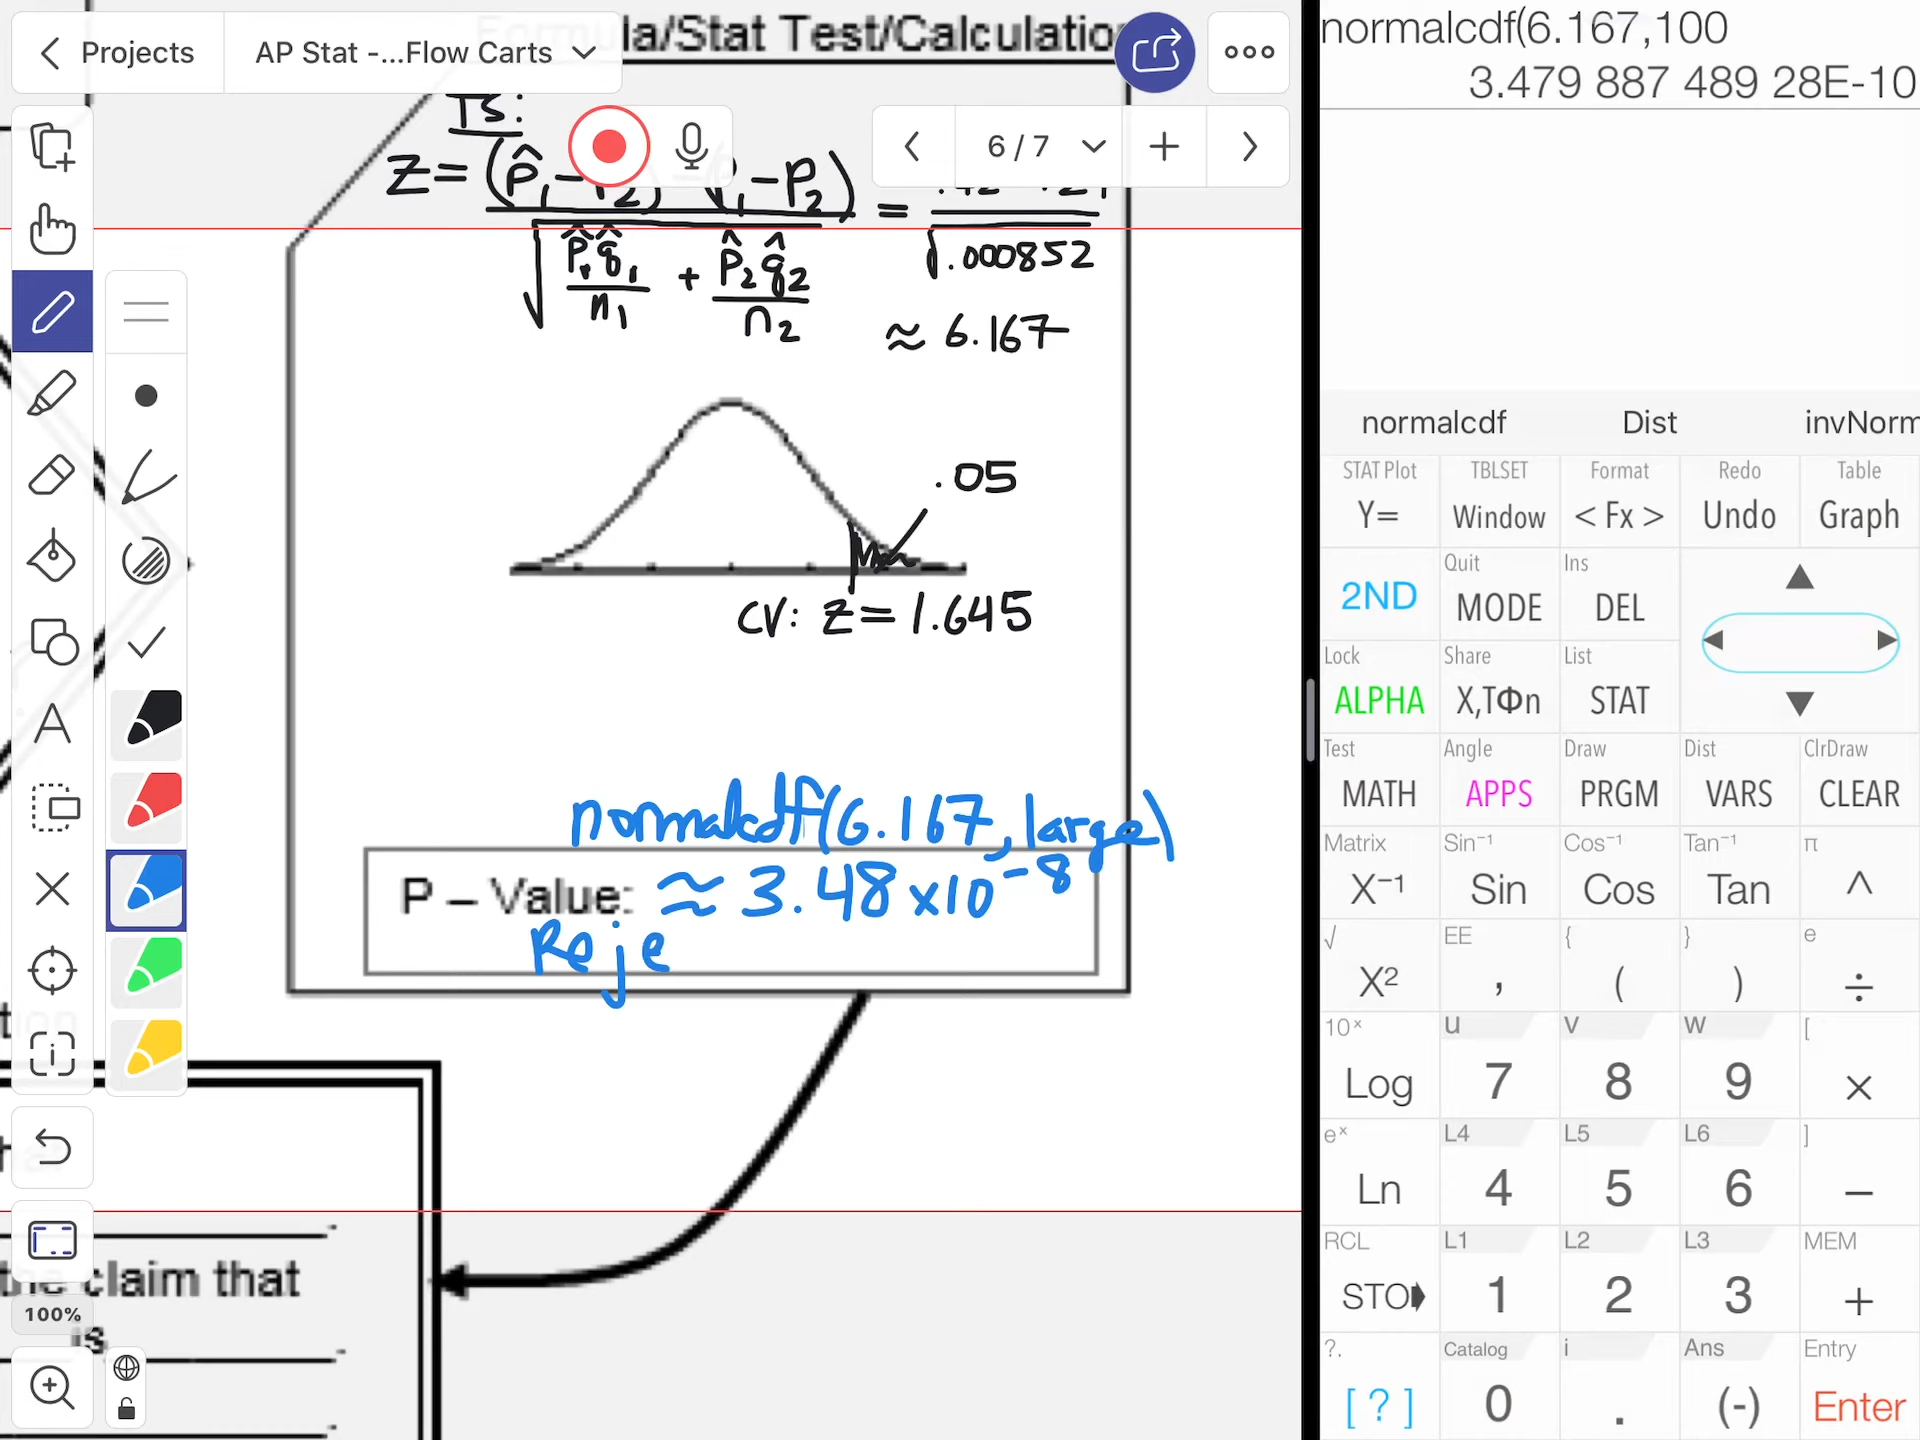 Formula/Stat Test/Calculatio
Projects
AP Stat -...Flow Carts
TS:
6 / 7
z = (p̂₁ - p̂₂) - (p₁ - p₂) =
√ p̂₁q̂₁/n₁ + p̂₂q̂₂/n₂
√.000852
≈ 6.167
.05
CV: z = 1.645
normalcdf(6.167, large)
P – Value: ≈ 3.48 x10⁻⁸
Reje
the claim that
is
100%
normalcdf(6.167,100
3.479 887 489 28E-10
normalcdf Dist invNorm
STAT Plot TBLSET Format Redo Table
Y= Window < Fx > Undo Graph
Quit Ins
2ND MODE DEL
Lock Share List
ALPHA X,TΦn STAT
Test Angle Draw Dist ClrDraw
MATH APPS PRGM VARS CLEAR
Matrix Sin⁻¹ Cos⁻¹ Tan⁻¹ π
X⁻¹ Sin Cos Tan ^
√ EE { } e
X² , ( ) ÷
10ˣ u v w [
Log 7 8 9 ×
eˣ L4 L5 L6 ]
Ln 4 5 6 −
RCL L1 L2 L3 MEM
STO 1 2 3 +
?. Catalog i Ans Entry
[ ? ] 0 . (-) Enter